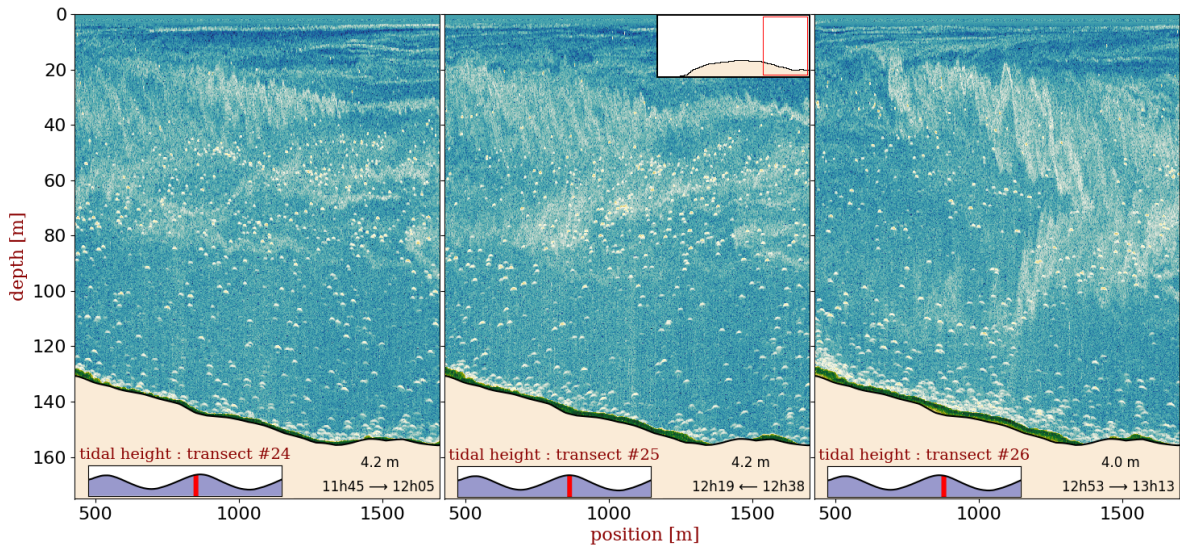 0
20
40
60
80
100
120
140
160
depth [m]
tidal height : transect #24
4.2 m
11h45 ⟶ 12h05
tidal height : transect #25
4.2 m
12h19 ⟵ 12h38
tidal height : transect #26
4.0 m
12h53 ⟶ 13h13
500 1000 1500
500 1000 1500
500 1000 1500
position [m]